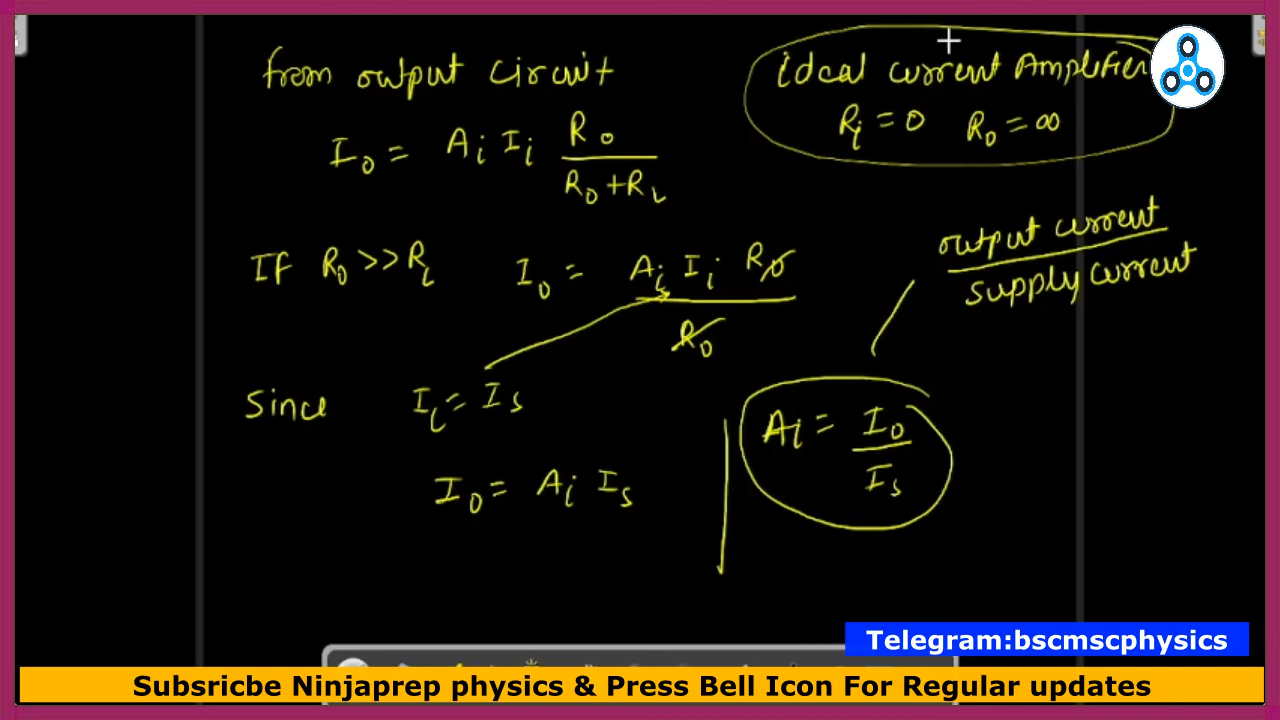 from output circuit
ideal current Amplifier
Ri = 0 Ro = ∞
Io = Ai Ii Ro / Ro + RL
output current / supply current
If Ro >> RL Io = Ai Ii Ro / Ro
Since Ii = Is
Ai = Io / Is
Io = Ai Is
Telegram:bscmscphysics
Subsricbe Ninjaprep physics & Press Bell Icon For Regular updates